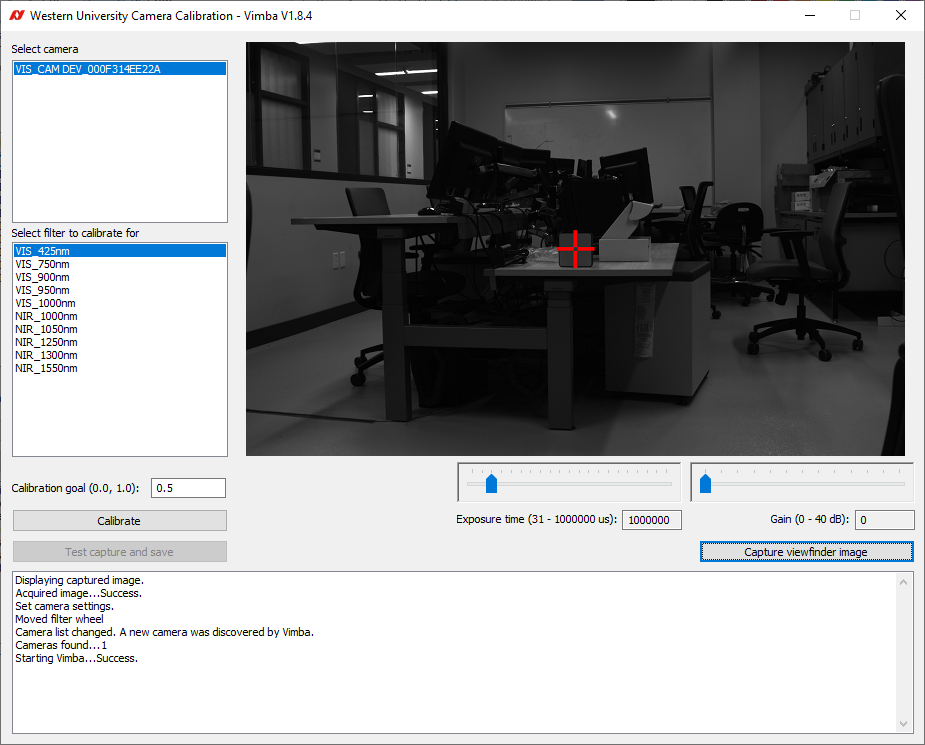 Western University Camera Calibration - Vimba V1.8.4
Select camera
VIS_CAM DEV_000F314EE22A
Select filter to calibrate for
VIS_425nm
VIS_750nm
VIS_900nm
VIS_950nm
VIS_1000nm
NIR_1000nm
NIR_1050nm
NIR_1250nm
NIR_1300nm
NIR_1550nm
Calibration goal (0.0, 1.0): 0.5
Calibrate
Test capture and save
Exposure time (31 - 1000000 us): 1000000
Gain (0 - 40 dB): 0
Capture viewfinder image
Displaying captured image.
Acquired image...Success.
Set camera settings.
Moved filter wheel
Camera list changed. A new camera was discovered by Vimba.
Cameras found...1
Starting Vimba...Success.